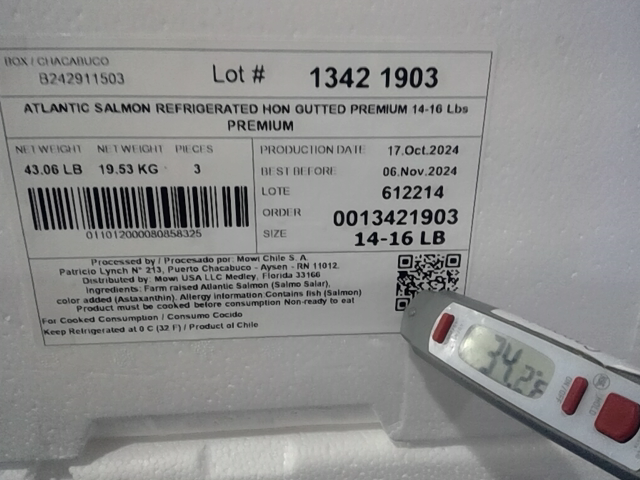 BOX / CHACABUCO
B242911503
Lot # 1342 1903
ATLANTIC SALMON REFRIGERATED HON GUTTED PREMIUM 14-16 Lbs
PREMIUM
NET WEIGHT NET WEIGHT PIECES
43.06 LB 19.53 KG 3
011012000080858325
PRODUCTION DATE 17.Oct.2024
BEST BEFORE 06.Nov.2024
LOTE 612214
ORDER 0013421903
SIZE 14-16 LB
Processed by / Procesado por: Mowi Chile S. A.
Patricio Lynch N° 213, Puerto Chacabuco - Aysen - RN 11012.
Distributed by: Mowi USA LLC Medley, Florida 33166
Ingredients: Farm raised Atlantic Salmon (Salmo Salar),
color added (Astaxanthin). Allergy information:Contains fish (Salmon)
Product must be cooked before consumption Non-ready to eat
For Cooked Consumption / Consumo Cocido
Keep Refrigerated at 0 C (32 F) / Product of Chile
34.2°F
ON/OFF
HOLD